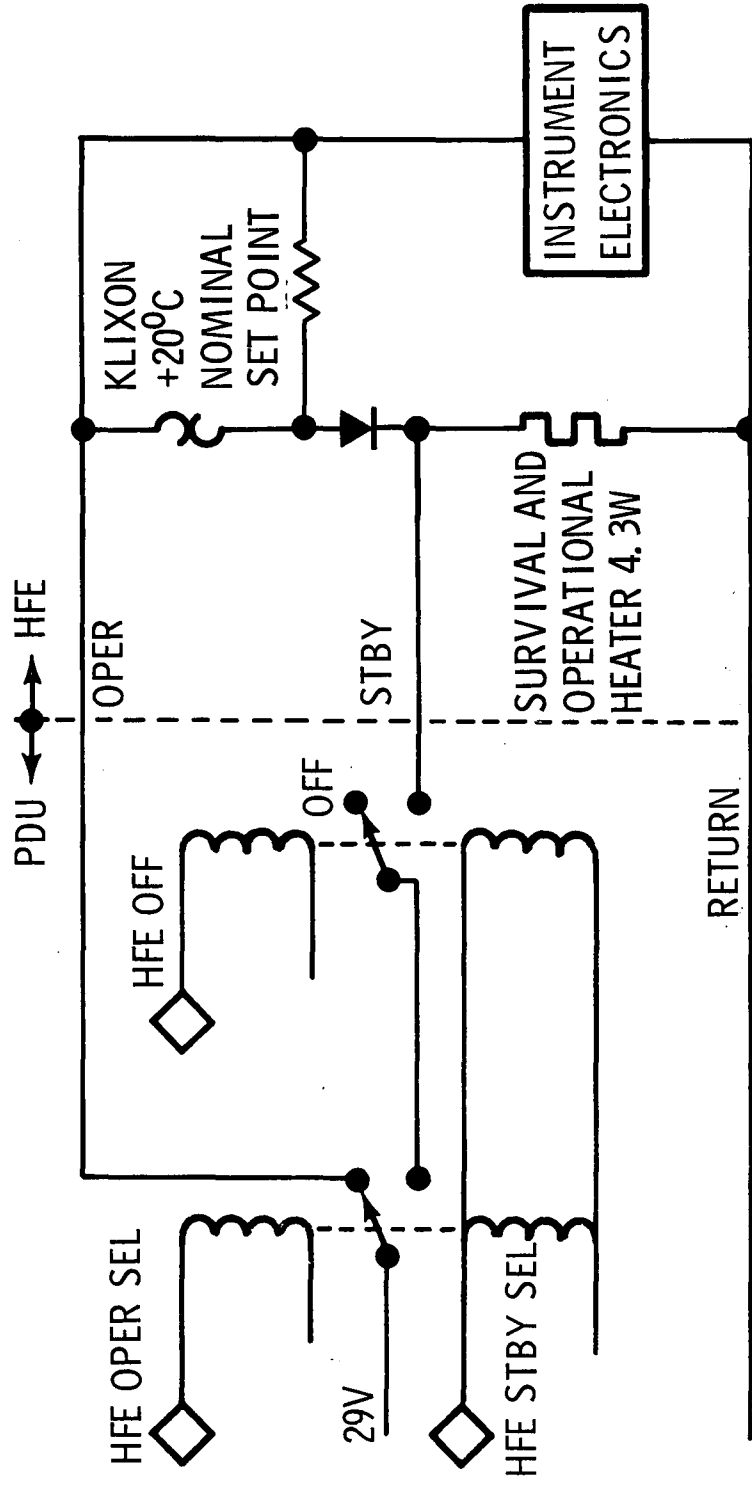 PDU
HFE
HFE OPER SEL
HFE OFF
OPER
KLIXON
+20°C
NOMINAL
SET POINT
29V
OFF
STBY
HFE STBY SEL
SURVIVAL AND
OPERATIONAL
HEATER 4.3W
INSTRUMENT
ELECTRONICS
RETURN